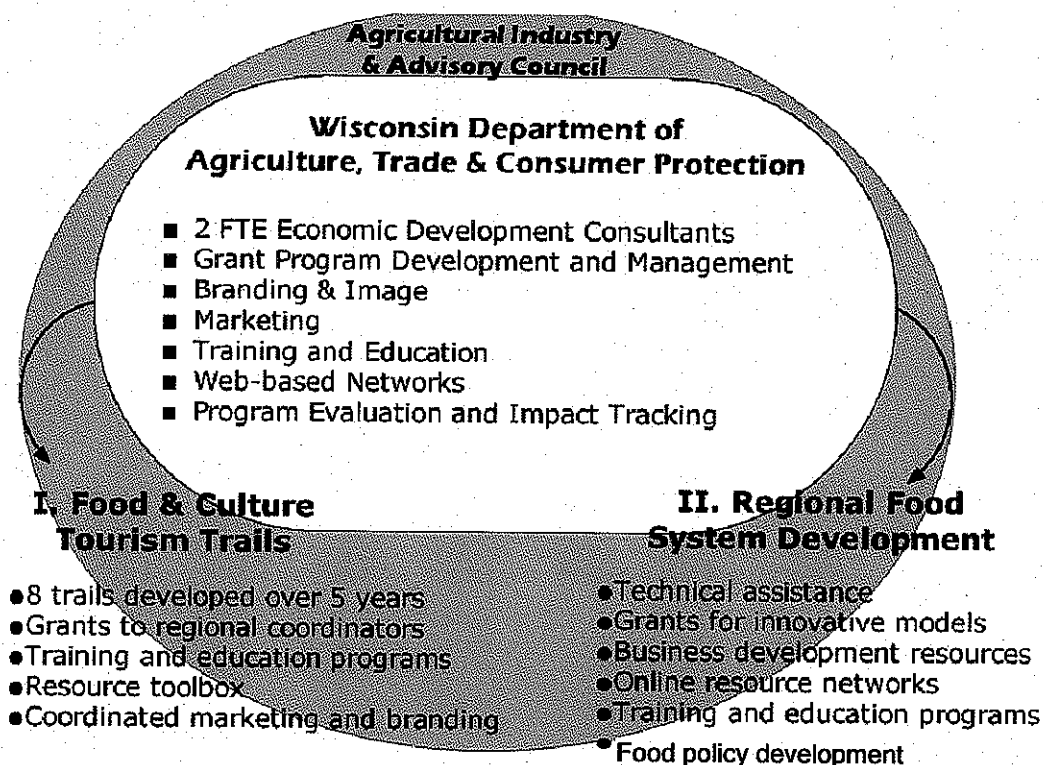 Agricultural Industry
& Advisory Council
Wisconsin Department of
Agriculture, Trade & Consumer Protection
■ 2 FTE Economic Development Consultants
■ Grant Program Development and Management
■ Branding & Image
■ Marketing
■ Training and Education
■ Web-based Networks
■ Program Evaluation and Impact Tracking
I. Food & Culture
Tourism Trails
●8 trails developed over 5 years
●Grants to regional coordinators
●Training and education programs
●Resource toolbox
●Coordinated marketing and branding
II. Regional Food
System Development
●Technical assistance
●Grants for innovative models
●Business development resources
●Online resource networks
●Training and education programs
●Food policy development